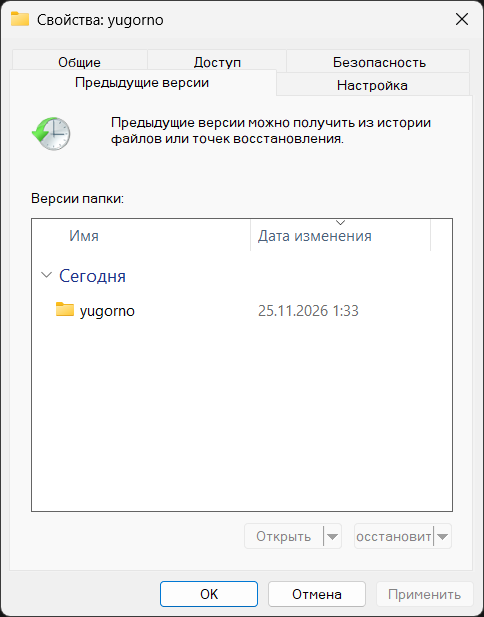 Свойства: yugorno
Общие
Доступ
Безопасность
Предыдущие версии
Настройка
Предыдущие версии можно получить из истории
файлов или точек восстановления.
Версии папки:
Имя
Дата изменения
Сегодня
yugorno
25.11.2026 1:33
Открыть
осстановит
OK
Отмена
Применить